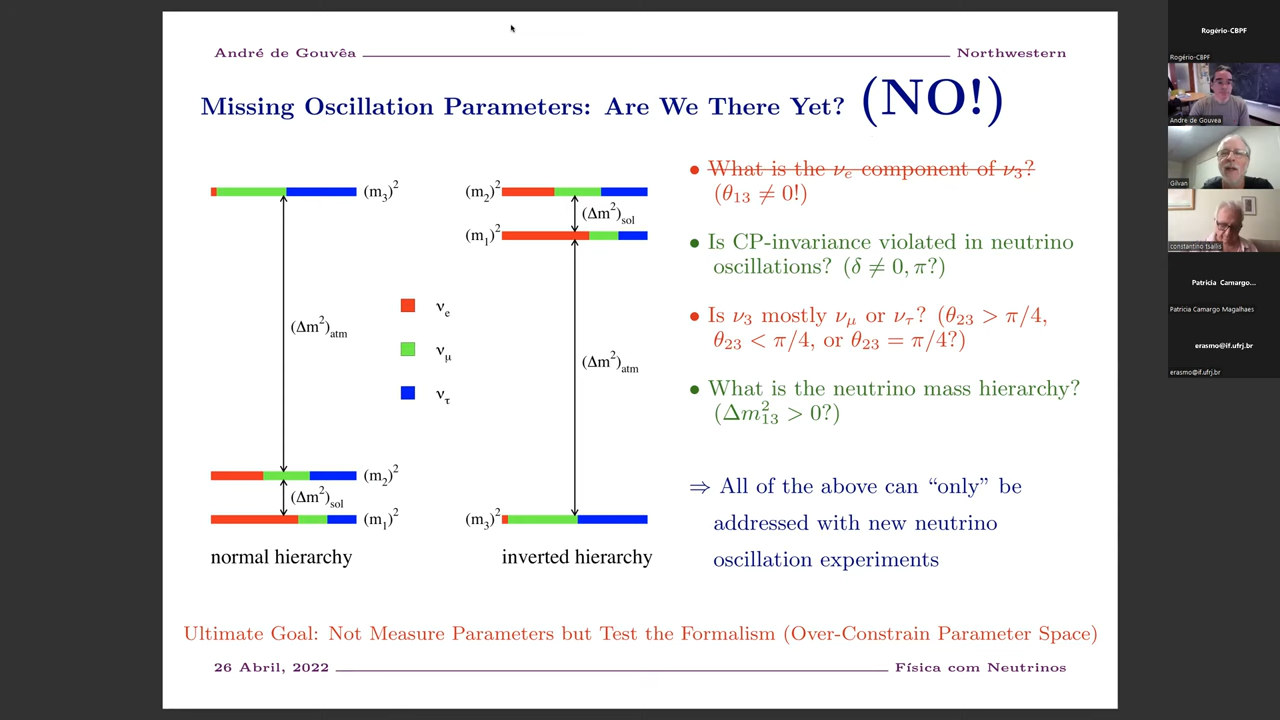 André de Gouvêa
Northwestern
Missing Oscillation Parameters: Are We There Yet? (NO!)
(m3)²
(Δm²)atm
(m2)²
(Δm²)sol
(m1)²
normal hierarchy
νe
νμ
ντ
(m2)²
(Δm²)sol
(m1)²
(Δm²)atm
(m3)²
inverted hierarchy
• What is the νe component of ν3?
(θ13 ≠ 0!)
• Is CP-invariance violated in neutrino
oscillations? (δ ≠ 0, π?)
• Is ν3 mostly νμ or ντ? (θ23 > π/4,
θ23 < π/4, or θ23 = π/4?)
• What is the neutrino mass hierarchy?
(Δm²13 > 0?)
⇒ All of the above can “only” be
addressed with new neutrino
oscillation experiments
Ultimate Goal: Not Measure Parameters but Test the Formalism (Over-Constrain Parameter Space)
26 Abril, 2022
Física com Neutrinos
Rogério-CBPF
Rogério-CBPF
Andre de Gouvea
Gilvan
constantino tsallis
Patricia Camargo...
Patricia Camargo Magalhaes
erasmo@if.ufrj.br
erasmo@if.ufrj.br